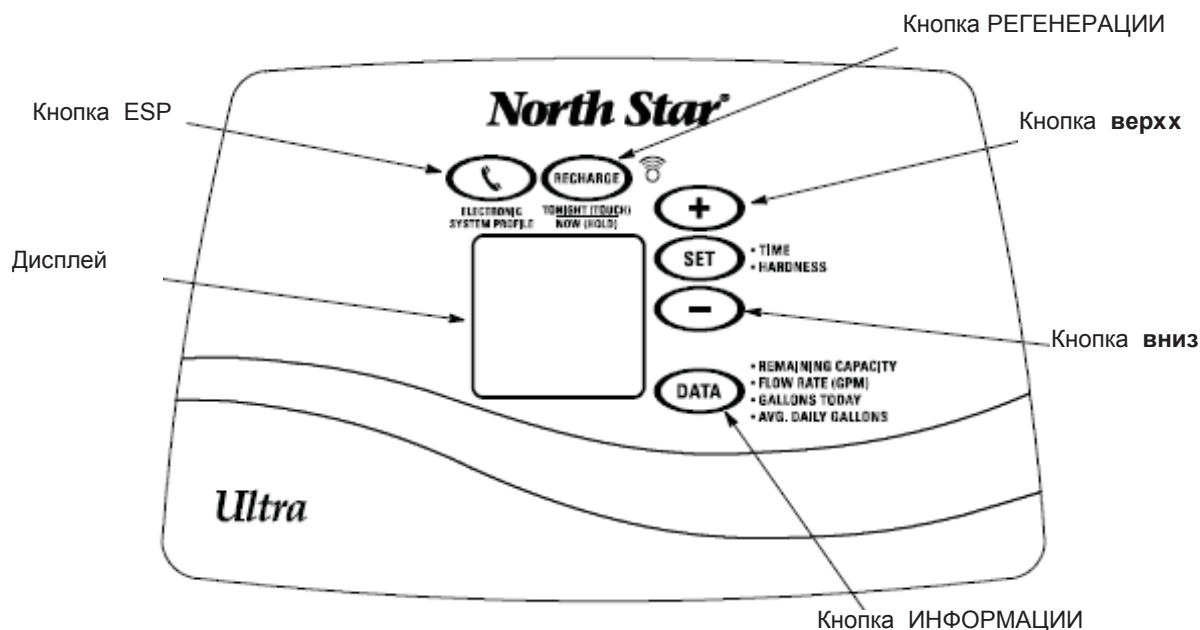 Кнопка РЕГЕНЕРАЦИИ
Кнопка ESP
North Star®
Кнопка верхх
RECHARGE
ELECTRONIC
SYSTEM PROFILE
TONIGHT (TOUCH)
NOW (HOLD)
+
Дисплей
SET
• TIME
• HARDNESS
−
Кнопка вниз
DATA
• REMAINING CAPACITY
• FLOW RATE (GPM)
• GALLONS TODAY
• AVG. DAILY GALLONS
Ultra
Кнопка ИНФОРМАЦИИ